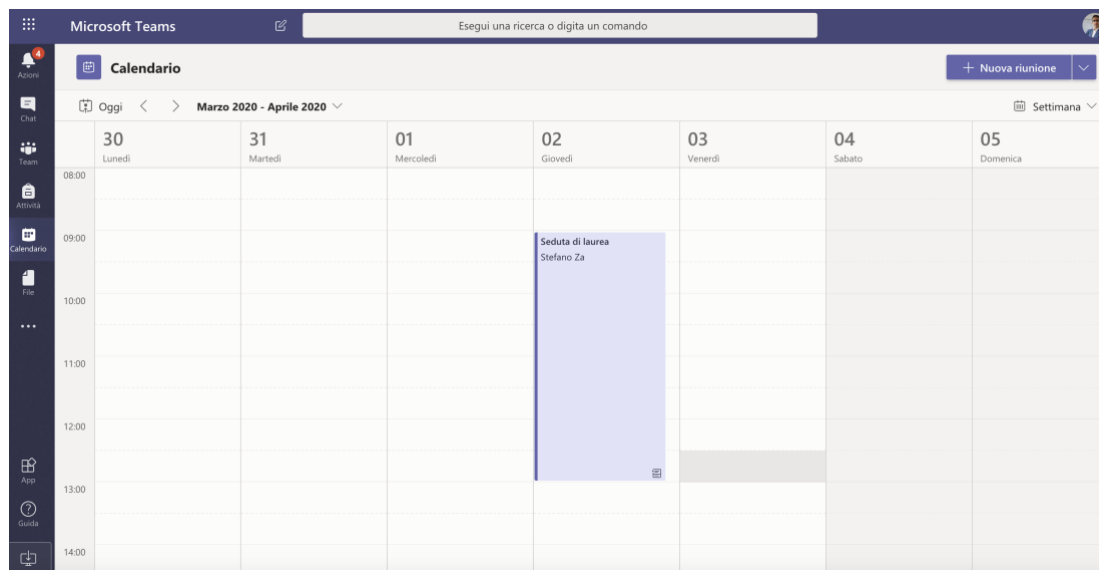 Microsoft Teams
Esegui una ricerca o digita un comando
4
Azioni
Chat
Team
Attività
Calendario
File
App
Guida
Calendario
+ Nuova riunione
Oggi
Marzo 2020 - Aprile 2020
Settimana
30
Lunedì
31
Martedì
01
Mercoledì
02
Giovedì
03
Venerdì
04
Sabato
05
Domenica
08:00
09:00
10:00
11:00
12:00
13:00
14:00
Seduta di laurea
Stefano Za